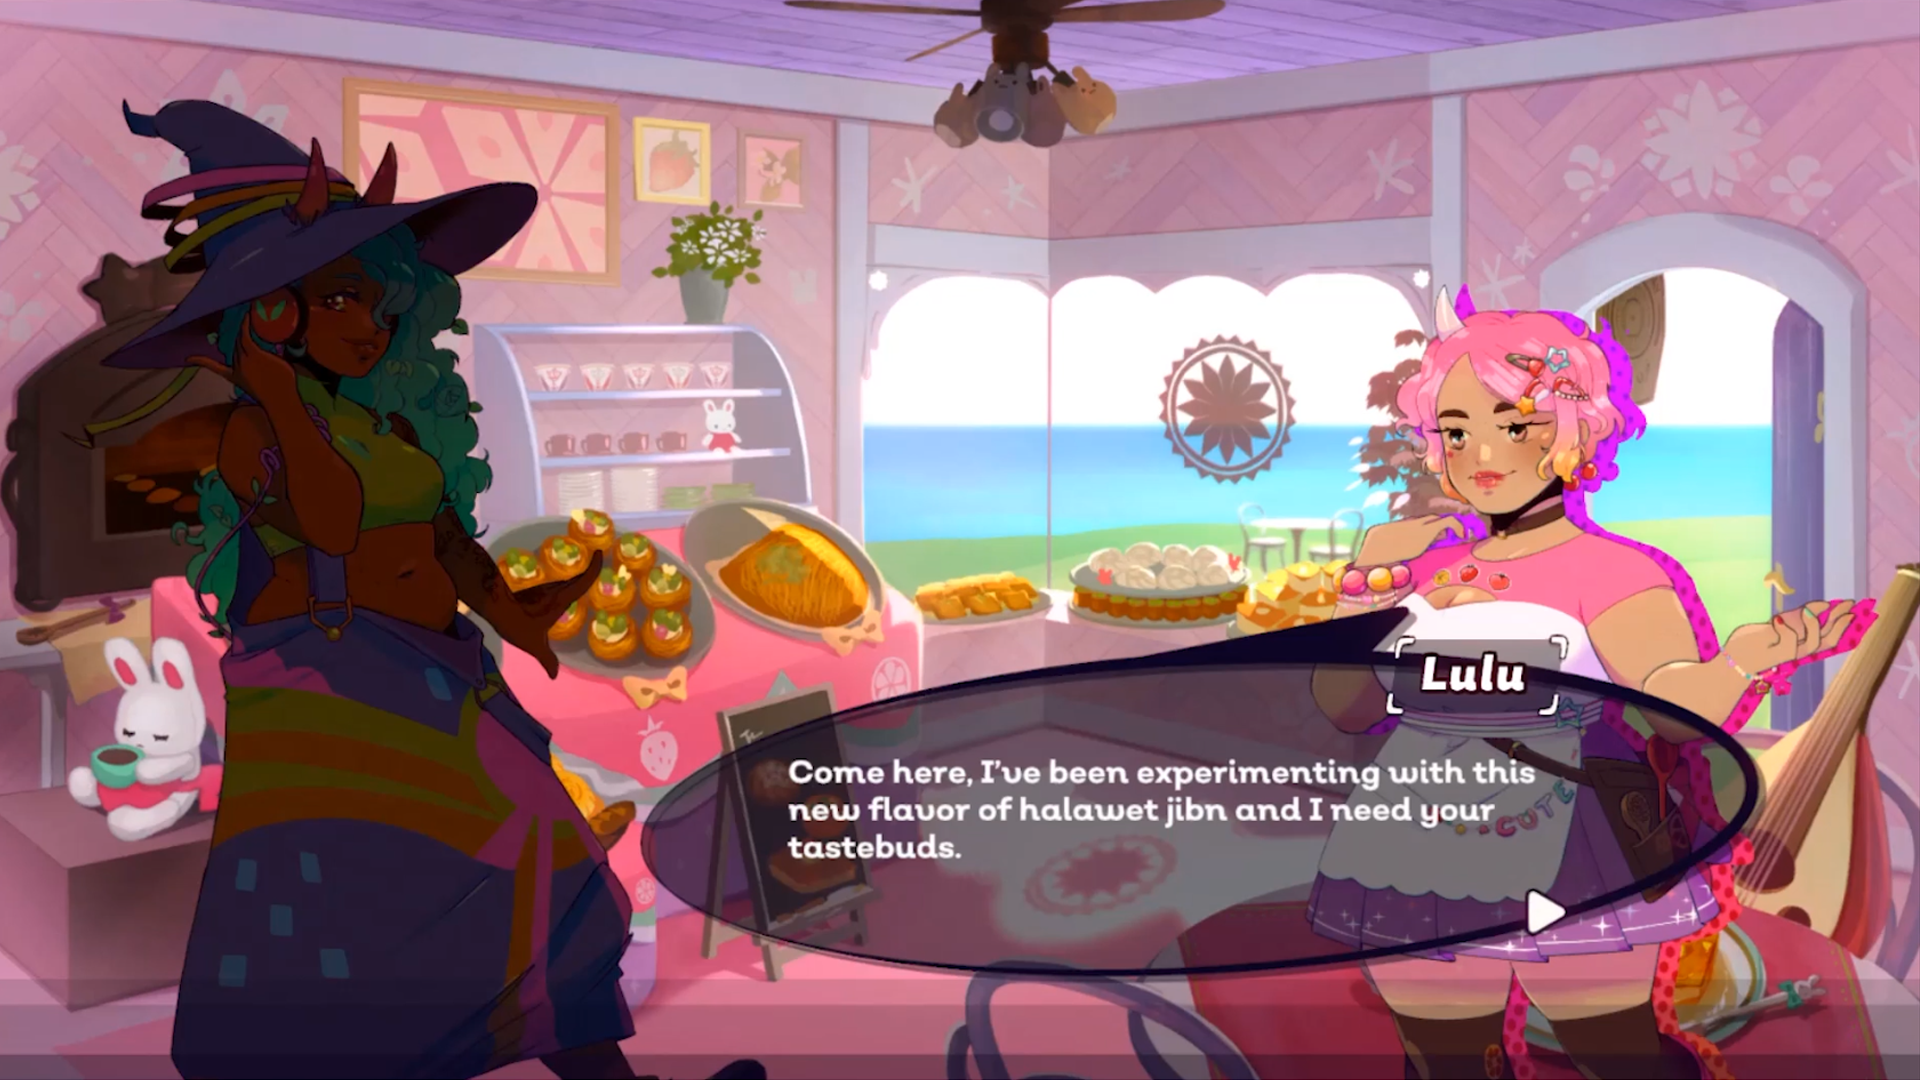 Lulu
Come here, I've been experimenting with this
new flavor of halawet jibn and I need your
tastebuds.
CUTE